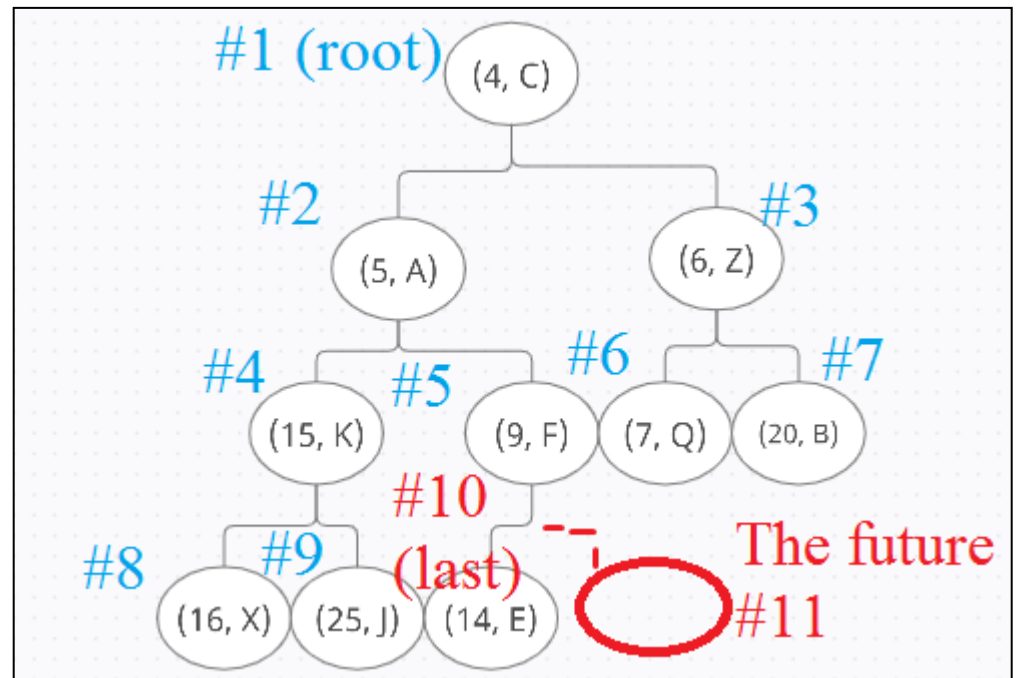 #1 (root)
(4, C)
#2
#3
(5, A)
(6, Z)
#4
#5
#6
#7
(15, K)
(9, F)
(7, Q)
(20, B)
#8
#9
#10
(last)
The future
#11
(16, X)
(25, J)
(14, E)